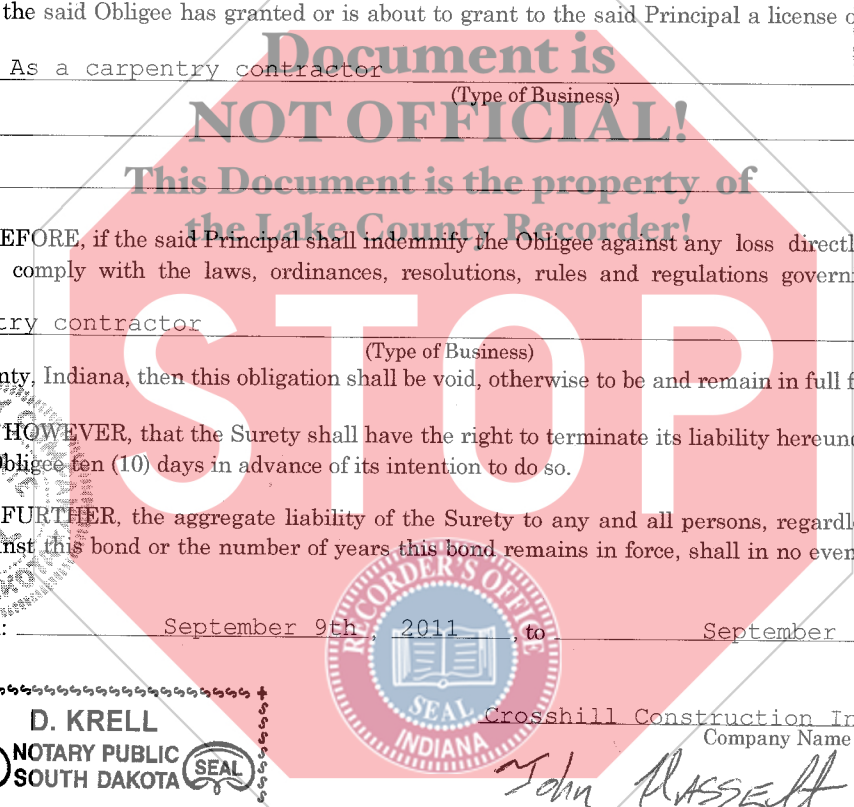 the said Obligee has granted or is about to grant to the said Principal a license
Document is
As a carpentry contractor
(Type of Business)
NOT OFFICIAL!
This Document is the property of
the Lake County Recorder!
EFORE, if the said Principal shall indemnify the Obligee against any loss directl
comply with the laws, ordinances, resolutions, rules and regulations governi
try contractor
STOP
(Type of Business)
nty, Indiana, then this obligation shall be void, otherwise to be and remain in full f
HOWEVER, that the Surety shall have the right to terminate its liability hereund
bligee ten (10) days in advance of its intention to do so.
FURTHER, the aggregate liability of the Surety to any and all persons, regardl
inst this bond or the number of years this bond remains in force, shall in no even
: September 9th , 2011 , to September
RECORDER'S OFFICE
SEAL
INDIANA
Crosshill Construction In
Company Name
John
D. KRELL
NOTARY PUBLIC
SOUTH DAKOTA
SEAL